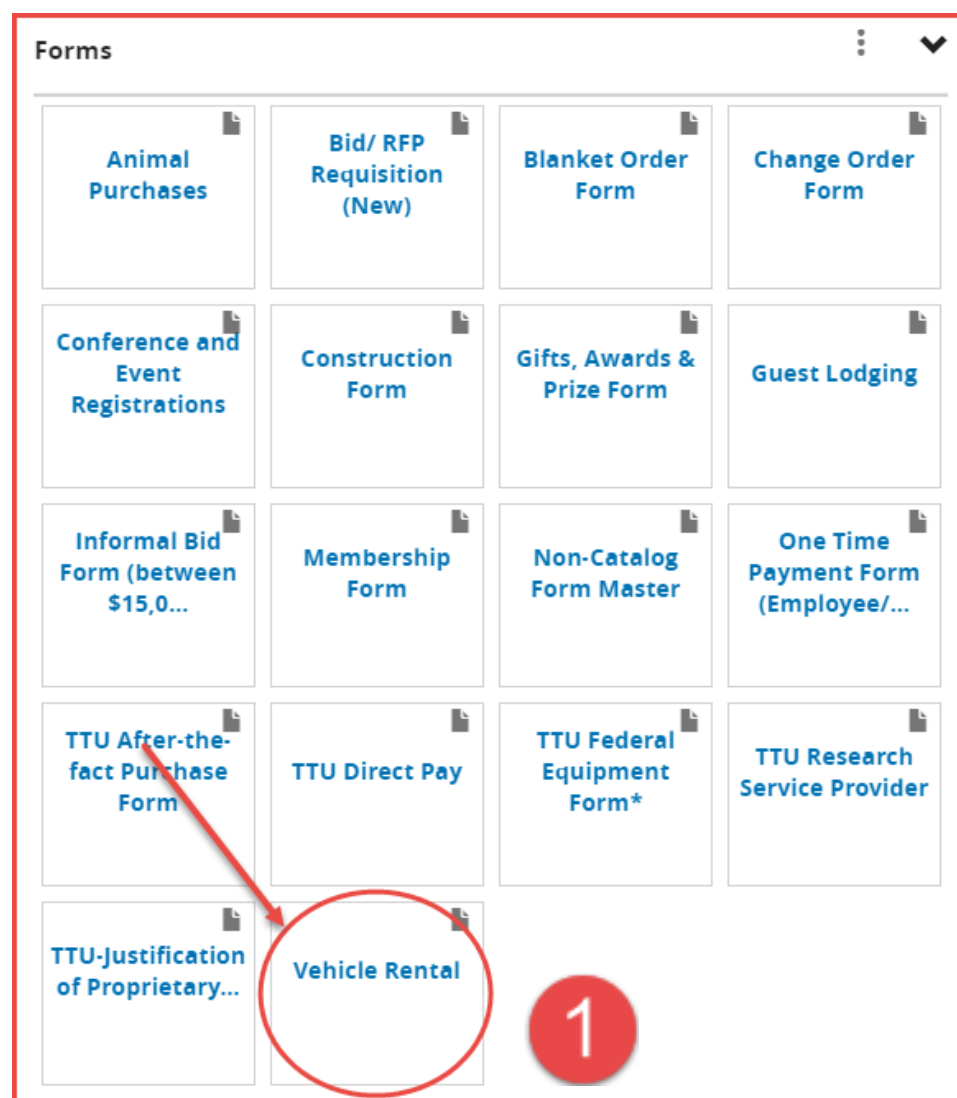 Forms
Animal
Purchases
Bid/ RFP
Requisition
(New)
Blanket Order
Form
Change Order
Form
Conference and
Event
Registrations
Construction
Form
Gifts, Awards &
Prize Form
Guest Lodging
Informal Bid
Form (between
$15,0...
Membership
Form
Non-Catalog
Form Master
One Time
Payment Form
(Employee/...
TTU After-the-
fact Purchase
Form
TTU Direct Pay
TTU Federal
Equipment
Form*
TTU Research
Service Provider
TTU-Justification
of Proprietary...
Vehicle Rental
1